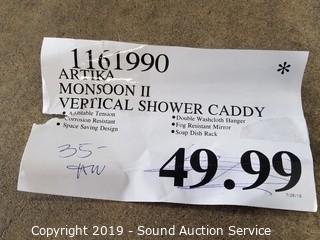 1161990
*
ARTIKA
MONSOON II
VERTICAL SHOWER CADDY
Tension
• Corrosion Resistant
• Space Saving Design
• Double Washcloth Hanger
• Fog Resistant Mirror
• Soap Dish Rack
35-
49.99
Copyright 2019 - Sound Auction Service